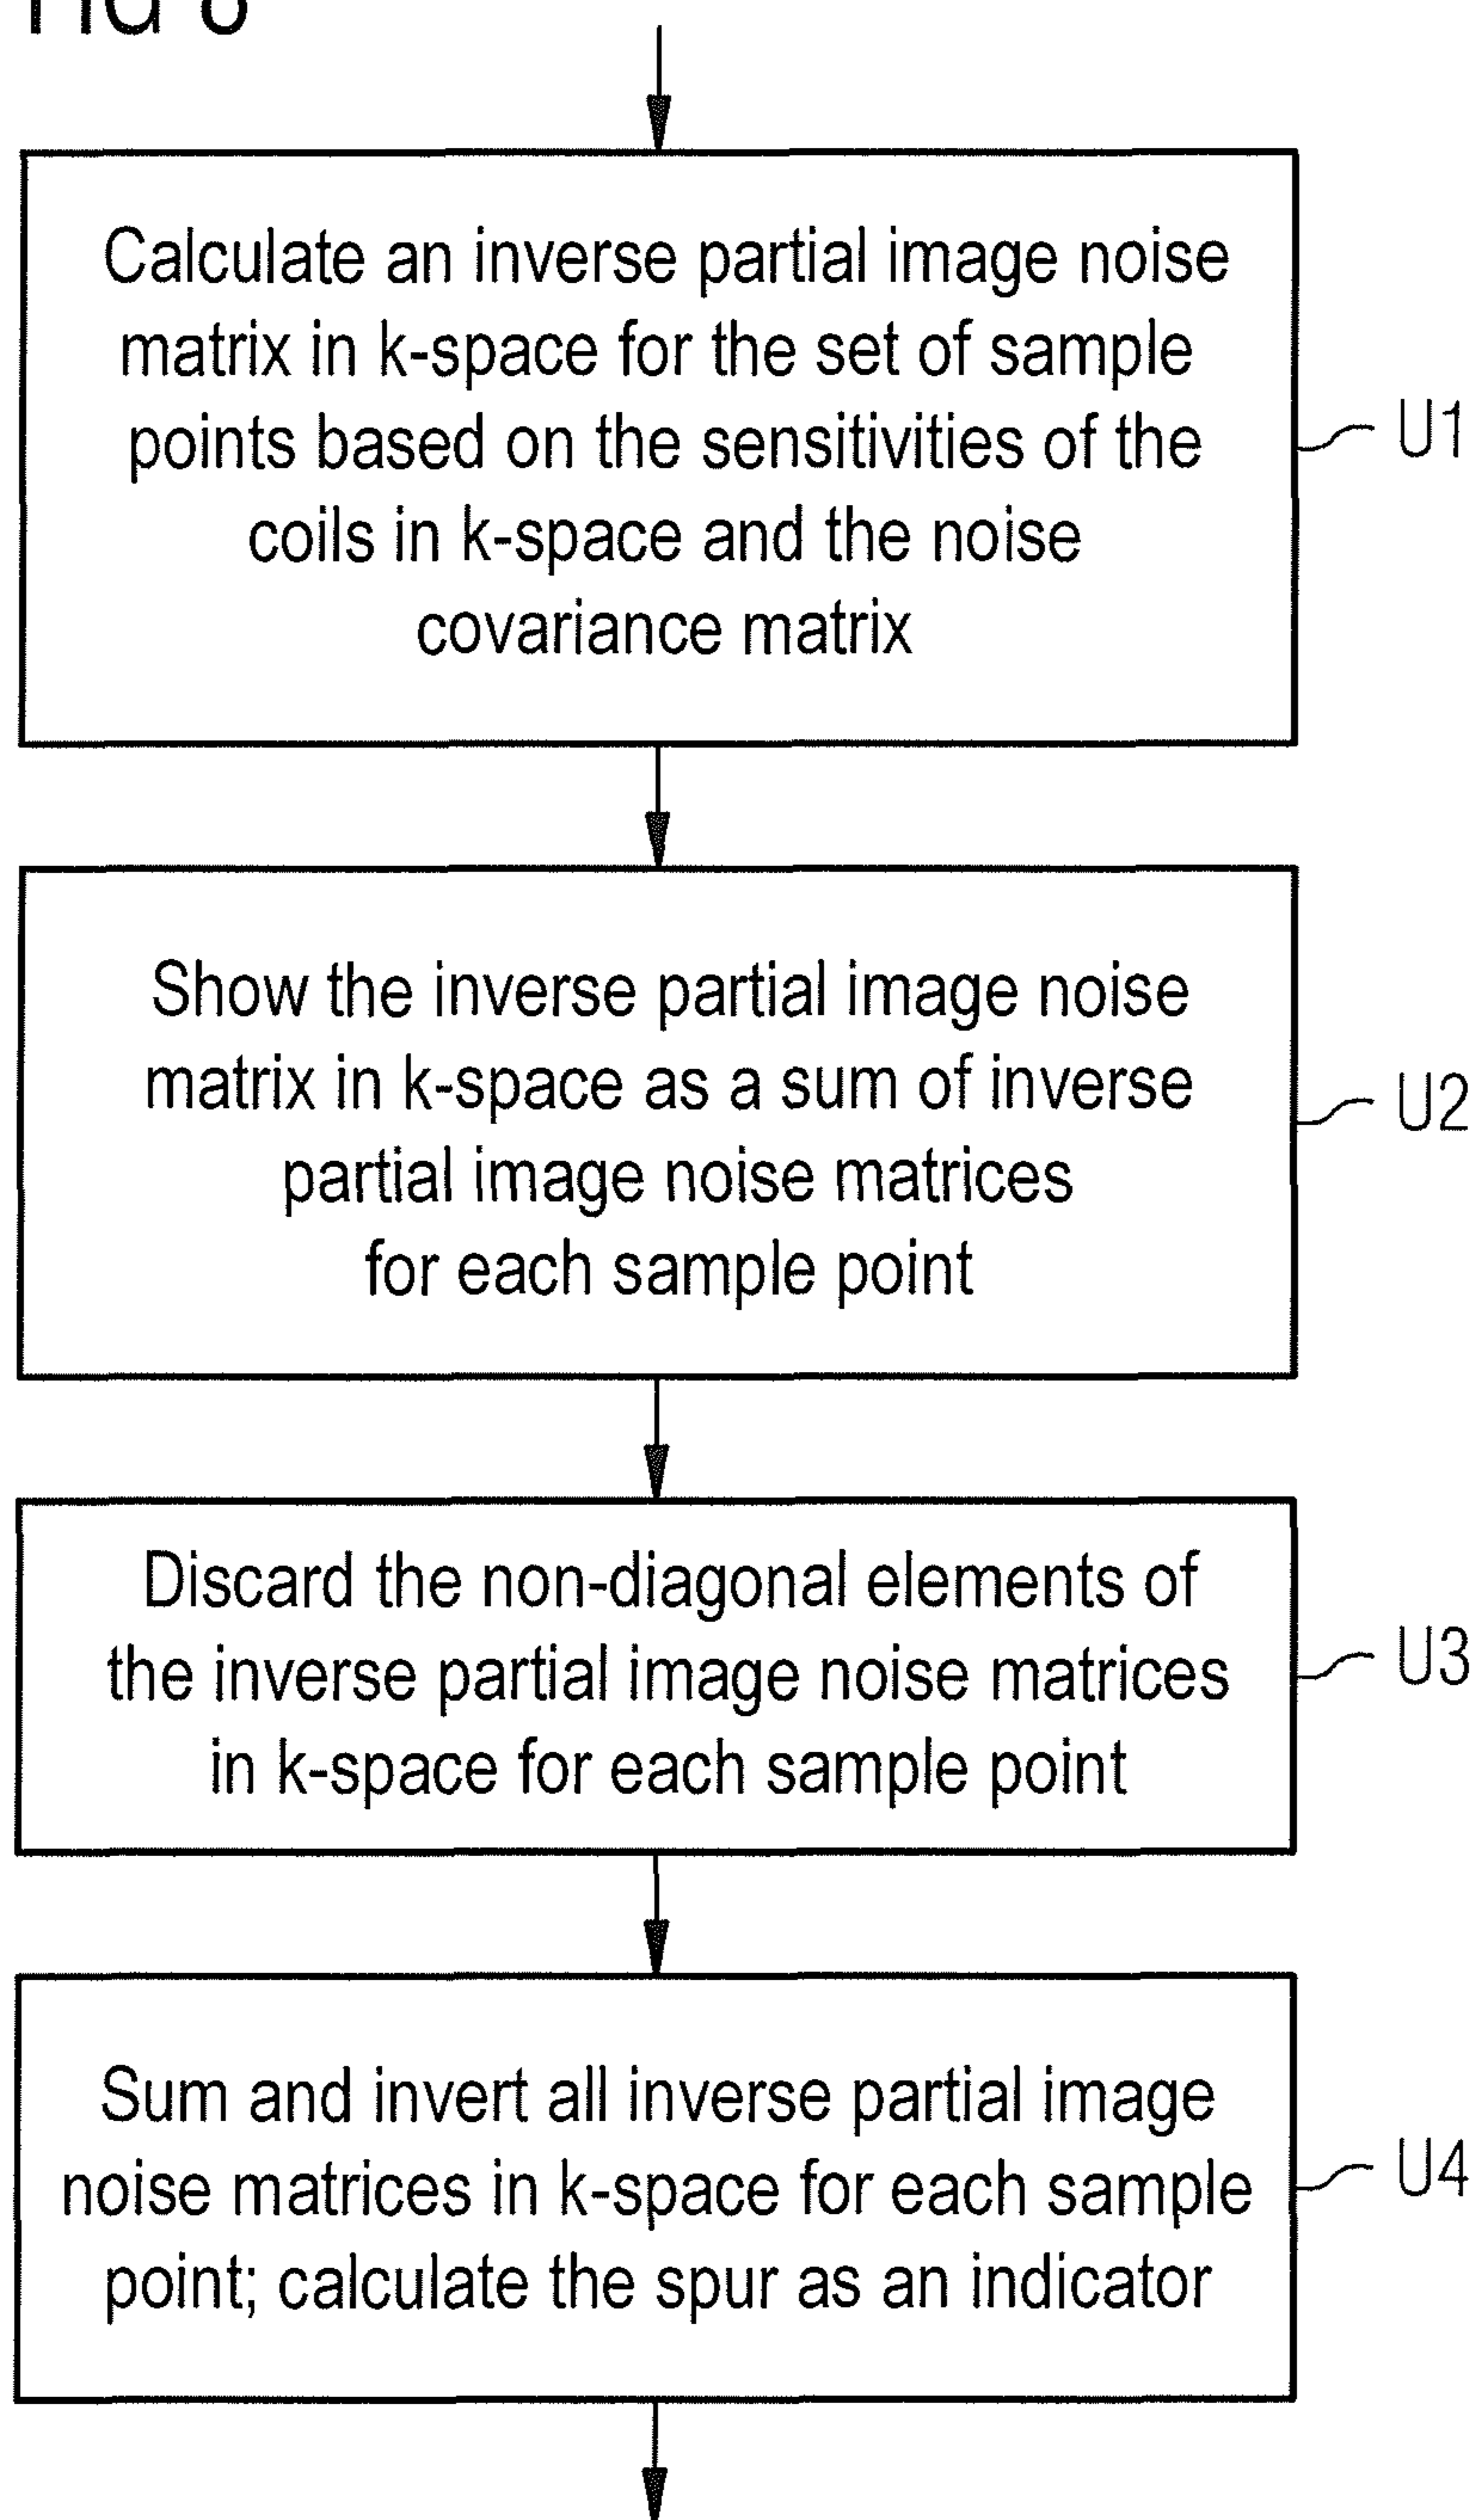 Calculate an inverse partial image noise
matrix in k-space for the set of sample
points based on the sensitivities of the
coils in k-space and the noise
covariance matrix
U1
Show the inverse partial image noise
matrix in k-space as a sum of inverse
partial image noise matrices
for each sample point
U2
Discard the non-diagonal elements of
the inverse partial image noise matrices
in k-space for each sample point
U3
Sum and invert all inverse partial image
noise matrices in k-space for each sample
point; calculate the spur as an indicator
U4